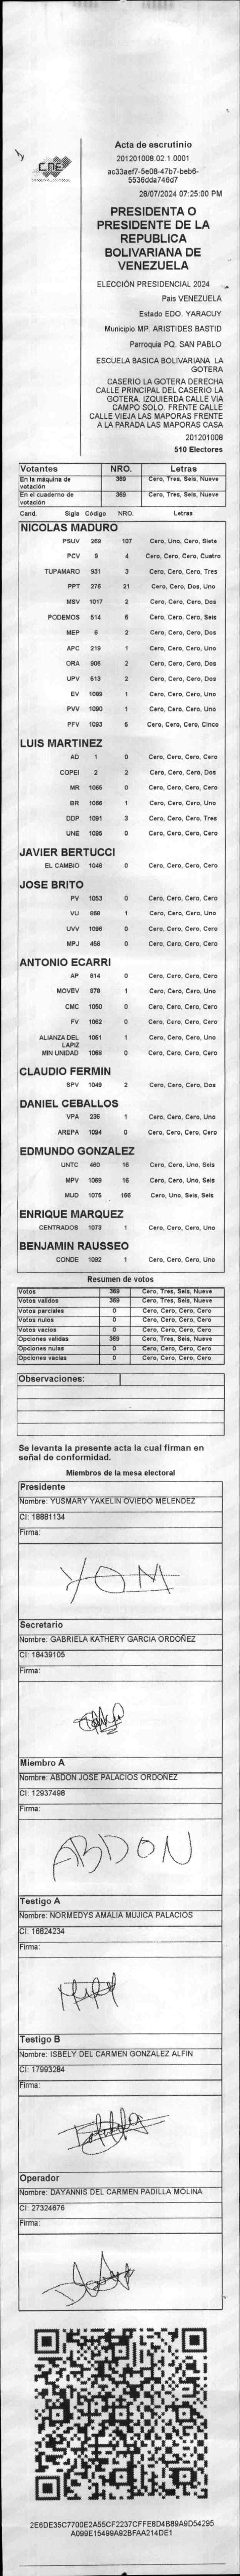 CNE
Acta de escrutinio
201201008.02.1.0001
ac33aef7-5e08-47b7-beb6-
5536dda746d7
28/07/2024 07:25:00 PM
PRESIDENTA O
PRESIDENTE DE LA
REPUBLICA
BOLIVARIANA DE
VENEZUELA
ELECCIÓN PRESIDENCIAL 2024
Pais VENEZUELA
Estado EDO. YARACUY
Municipio MP. ARISTIDES BASTID
Parroquia PQ. SAN PABLO
ESCUELA BASICA BOLIVARIANA LA
GOTERA
CASERIO LA GOTERA DERECHA
CALLE PRINCIPAL DEL CASERIO LA
GOTERA. IZQUIERDA CALLE VIA
CAMPO SOLO. FRENTE CALLE
CALLE VIEJA LAS MAPORAS FRENTE
A LA PARADA LAS MAPORAS CASA
201201008
510 Electores
Votantes NRO. Letras
En la máquina de
votación 369 Cero, Tres, Seis, Nueve
En el cuaderno de
votación 369 Cero, Tres, Seis, Nueve
Cand. Sigla Código NRO. Letras
NICOLAS MADURO
PSUV 269 107 Cero, Uno, Cero, Siete
PCV 9 4 Cero, Cero, Cero, Cuatro
TUPAMARO 931 3 Cero, Cero, Cero, Tres
PPT 276 21 Cero, Cero, Dos, Uno
MSV 1017 2 Cero, Cero, Cero, Dos
PODEMOS 514 6 Cero, Cero, Cero, Seis
MEP 6 2 Cero, Cero, Cero, Dos
APC 219 1 Cero, Cero, Cero, Uno
ORA 906 2 Cero, Cero, Cero, Dos
UPV 613 2 Cero, Cero, Cero, Dos
EV 1089 1 Cero, Cero, Cero, Uno
PVV 1090 1 Cero, Cero, Cero, Uno
PFV 1093 5 Cero, Cero, Cero, Cinco
LUIS MARTINEZ
AD 1 0 Cero, Cero, Cero, Cero
COPEI 2 2 Cero, Cero, Cero, Dos
MR 1065 0 Cero, Cero, Cero, Cero
BR 1066 1 Cero, Cero, Cero, Uno
DDP 1091 3 Cero, Cero, Cero, Tres
UNE 1095 0 Cero, Cero, Cero, Cero
JAVIER BERTUCCI
EL CAMBIO 1048 0 Cero, Cero, Cero, Cero
JOSE BRITO
PV 1053 0 Cero, Cero, Cero, Cero
VU 868 1 Cero, Cero, Cero, Uno
UVV 1096 0 Cero, Cero, Cero, Cero
MPJ 458 0 Cero, Cero, Cero, Cero
ANTONIO ECARRI
AP 814 0 Cero, Cero, Cero, Cero
MOVEV 878 1 Cero, Cero, Cero, Uno
CMC 1050 0 Cero, Cero, Cero, Cero
FV 1062 0 Cero, Cero, Cero, Cero
ALIANZA DEL
LAPIZ 1051 1 Cero, Cero, Cero, Uno
MIN UNIDAD 1068 0 Cero, Cero, Cero, Cero
CLAUDIO FERMIN
SPV 1049 2 Cero, Cero, Cero, Dos
DANIEL CEBALLOS
VPA 236 1 Cero, Cero, Cero, Uno
AREPA 1094 0 Cero, Cero, Cero, Cero
EDMUNDO GONZALEZ
UNTC 460 16 Cero, Cero, Uno, Seis
MPV 1069 16 Cero, Cero, Uno, Seis
MUD 1075 166 Cero, Uno, Seis, Seis
ENRIQUE MARQUEZ
CENTRADOS 1073 1 Cero, Cero, Cero, Uno
BENJAMIN RAUSSEO
CONDE 1092 1 Cero, Cero, Cero, Uno
Resumen de votos
Votos 369 Cero, Tres, Seis, Nueve
Votos validos 369 Cero, Tres, Seis, Nueve
Votos parciales 0 Cero, Cero, Cero, Cero
Votos nulos 0 Cero, Cero, Cero, Cero
Votos vacios 0 Cero, Cero, Cero, Cero
Opciones validas 369 Cero, Tres, Seis, Nueve
Opciones nulas 0 Cero, Cero, Cero, Cero
Opciones vacias 0 Cero, Cero, Cero, Cero
Observaciones:
Se levanta la presente acta la cual firman en
señal de conformidad.
Miembros de la mesa electoral
Presidente
Nombre: YUSMARY YAKELIN OVIEDO MELENDEZ
CI: 18881134
Firma:
YOM
Secretario
Nombre: GABRIELA KATHERY GARCIA ORDOÑEZ
CI: 18439105
Firma:
Miembro A
Nombre: ABDON JOSE PALACIOS ORDOÑEZ
CI: 12937498
Firma:
ABDON
Testigo A
Nombre: NORMEDYS AMALIA MUJICA PALACIOS
CI: 16824234
Firma:
Testigo B
Nombre: ISBELY DEL CARMEN GONZALEZ ALFIN
CI: 17993284
Firma:
Operador
Nombre: DAYANNIS DEL CARMEN PADILLA MOLINA
CI: 27324676
Firma:
2E6DE35C7700E2A55CF2237CFFE8D4B89A9D54295
A099E15499A92BFAA214DE1